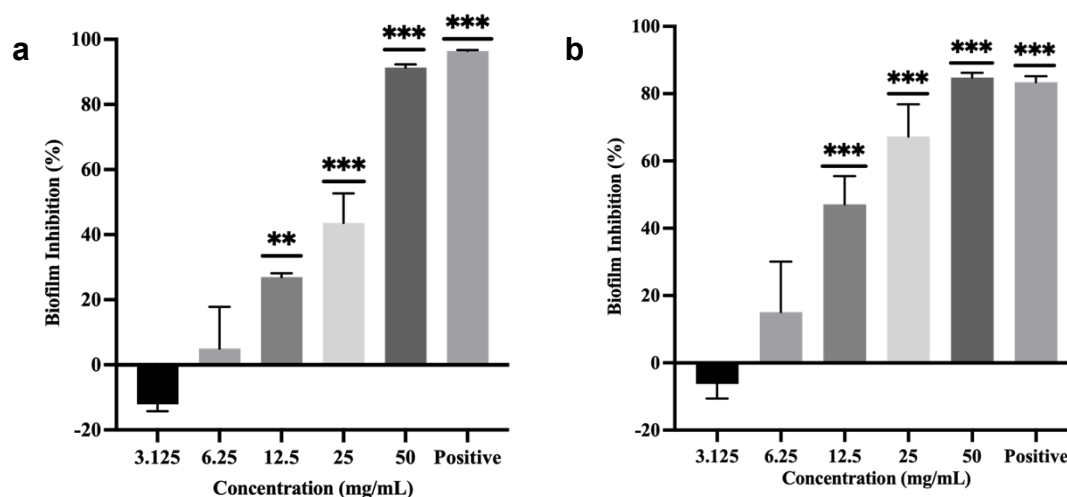 a
Biofilm Inhibition (%)
100
80
60
40
20
0
-20
** 
***
***
***
3.125 6.25 12.5 25 50 Positive
Concentration (mg/mL)
b
Biofilm Inhibition (%)
100
80
60
40
20
0
-20
***
***
***
***
3.125 6.25 12.5 25 50 Positive
Concentration (mg/mL)